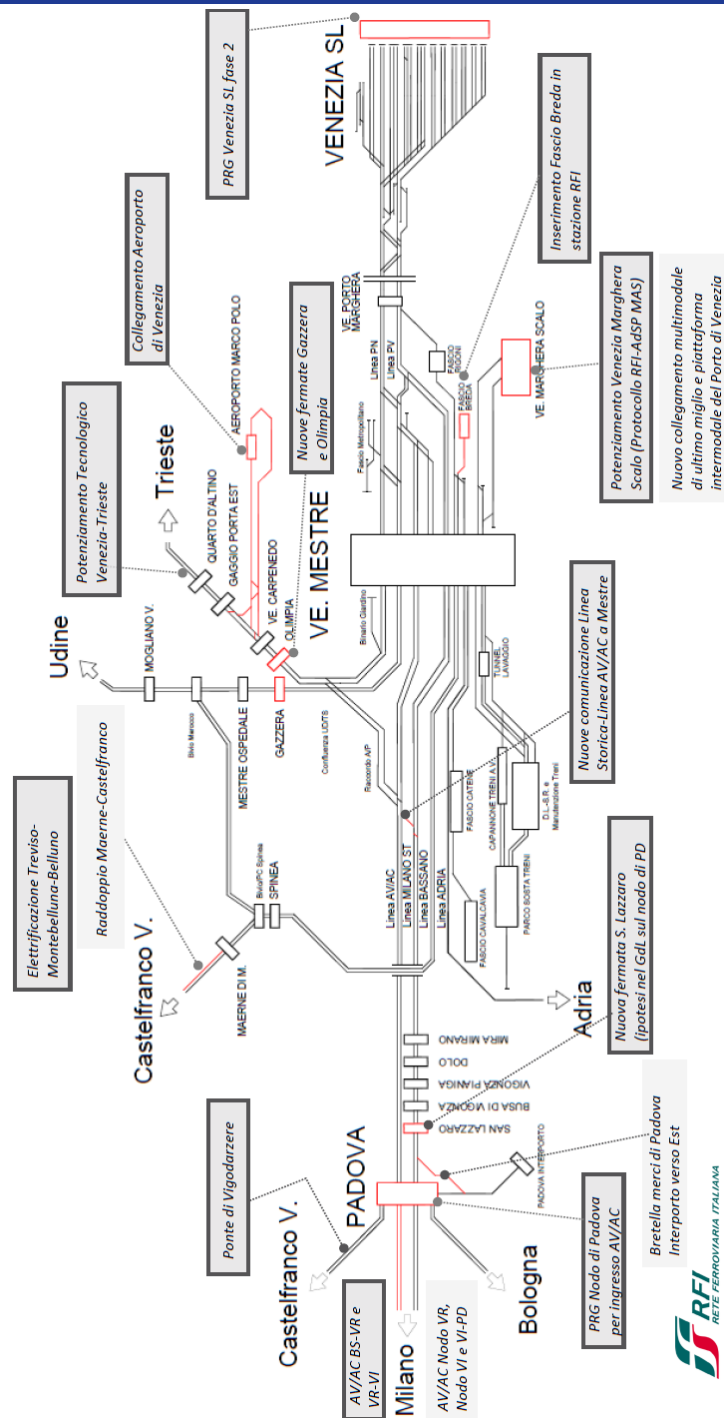 Elettrificazione Treviso-
Montebelluna-Belluno
Raddoppio Maerne-Castelfranco
Potenziamento Tecnologico
Venezia-Trieste
Collegamento Aeroporto
di Venezia
PRG Venezia SL fase 2
Ponte di Vigodarzere
Castelfranco V.
Castelfranco V.
Udine
Trieste
VENEZIA SL
MOGLIANO V.
Bivio Marocco
MESTRE OSPEDALE
GAZZERA
QUARTO D'ALTINO
GAGGIO PORTA EST
VE. CARPENEDO
OLIMPIA
AEROPORTO MARCO POLO
Nuove fermate Gazzera
e Olimpia
MAERNE DI M.
Bivio/PC Spinea
SPINEA
Confluenza UD/TS
Raccordo A/P
Binario Giardino
VE. MESTRE
Fascio Metropolitano
Linea PN
Linea PV
VE. PORTO
MARGHERA
AV/AC BS-VR e
VR-VI
Milano
AV/AC Nodo VR,
Nodo VI e VI-PD
PADOVA
Bologna
SAN LAZZARO
BUSA DI VIGONZA
VIGONZA PIANIGA
DOLO
MIRA MIRANO
Linea AV/AC
Linea MILANO ST
Linea BASSANO
Linea ADRIA
PADOVA INTERPORTO
Adria
FASCIO CAVALCAVIA
FASCIO CATENE
CAPANNONE TRENI A.V.
PARCO SOSTA TRENI
D.L.-S.R. e
Manutenzione Treni
TUNNEL
LAVAGGIO
FASCIO
RIGONI
FASCIO
BREDA
VE. MARGHERA SCALO
Inserimento Fascio Breda in
stazione RFI
PRG Nodo di Padova
per ingresso AV/AC
Bretella merci di Padova
Interporto verso Est
Nuova fermata S. Lazzaro
(ipotesi nel GdL sul nodo di PD
Nuove comunicazione Linea
Storica-Linea AV/AC a Mestre
Potenziamento Venezia Marghera
Scalo (Protocollo RFI-AdSP MAS)
Nuovo collegamento multimodale
di ultimo miglio e piattaforma
intermodale del Porto di Venezia
RFI
RETE FERROVIARIA ITALIANA